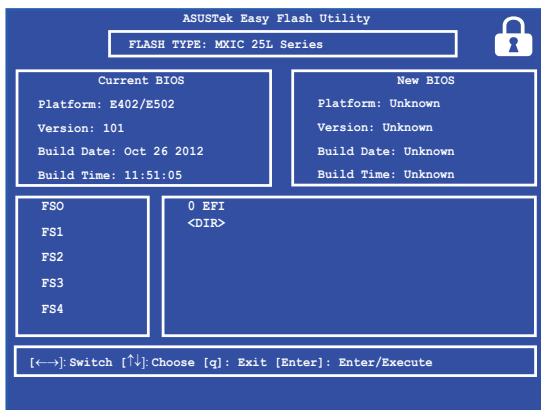 ASUSTek Easy Flash Utility
FLASH TYPE: MXIC 25L Series
Current BIOS
Platform: E402/E502
Version: 101
Build Date: Oct 26 2012
Build Time: 11:51:05
New BIOS
Platform: Unknown
Version: Unknown
Build Date: Unknown
Build Time: Unknown
FSO
FS1
FS2
FS3
FS4
0 EFI
<DIR>
[←→]: Switch [↑↓]: Choose [q]: Exit [Enter]: Enter/Execute